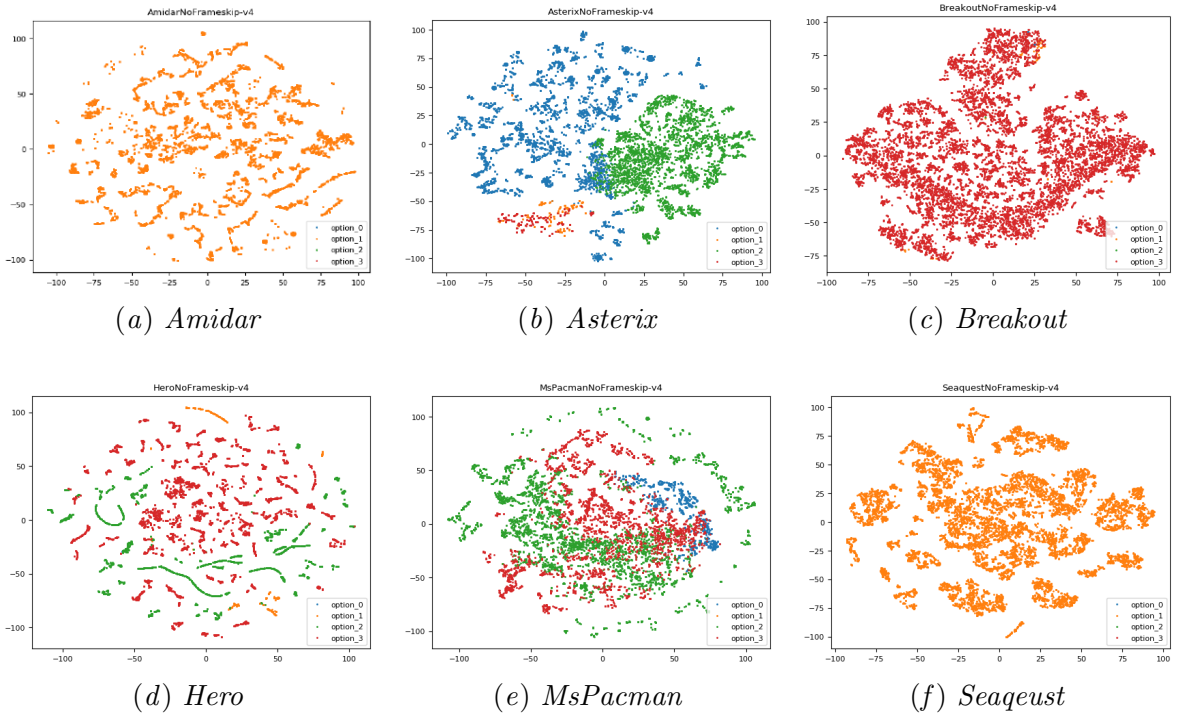 AmidarNoFrameskip-v4
100
75
50
25
0
−25
−50
−75
−100
−100
−75
−50
−25
0
25
50
75
100
option_0
option_1
option_2
option_3
(a) Amidar
AsterixNoFrameskip-v4
100
75
50
25
0
−25
−50
−75
−100
−100
−75
−50
−25
0
25
50
75
100
option_0
option_1
option_2
option_3
(b) Asterix
BreakoutNoFrameskip-v4
100
75
50
25
0
−25
−50
−75
−100
−75
−50
−25
0
25
50
75
100
option_0
option_1
option_2
option_3
(c) Breakout
HeroNoFrameskip-v4
100
50
0
−50
−100
−100
−50
0
50
100
option_0
option_1
option_2
option_3
(d) Hero
MsPacmanNoFrameskip-v4
100
50
0
−50
−100
−100
−50
0
50
100
option_0
option_1
option_2
option_3
(e) MsPacman
SeaquestNoFrameskip-v4
100
75
50
25
0
−25
−50
−75
−100
−100
−75
−50
−25
0
25
50
75
100
option_0
option_1
option_2
option_3
(f) Seaqeust